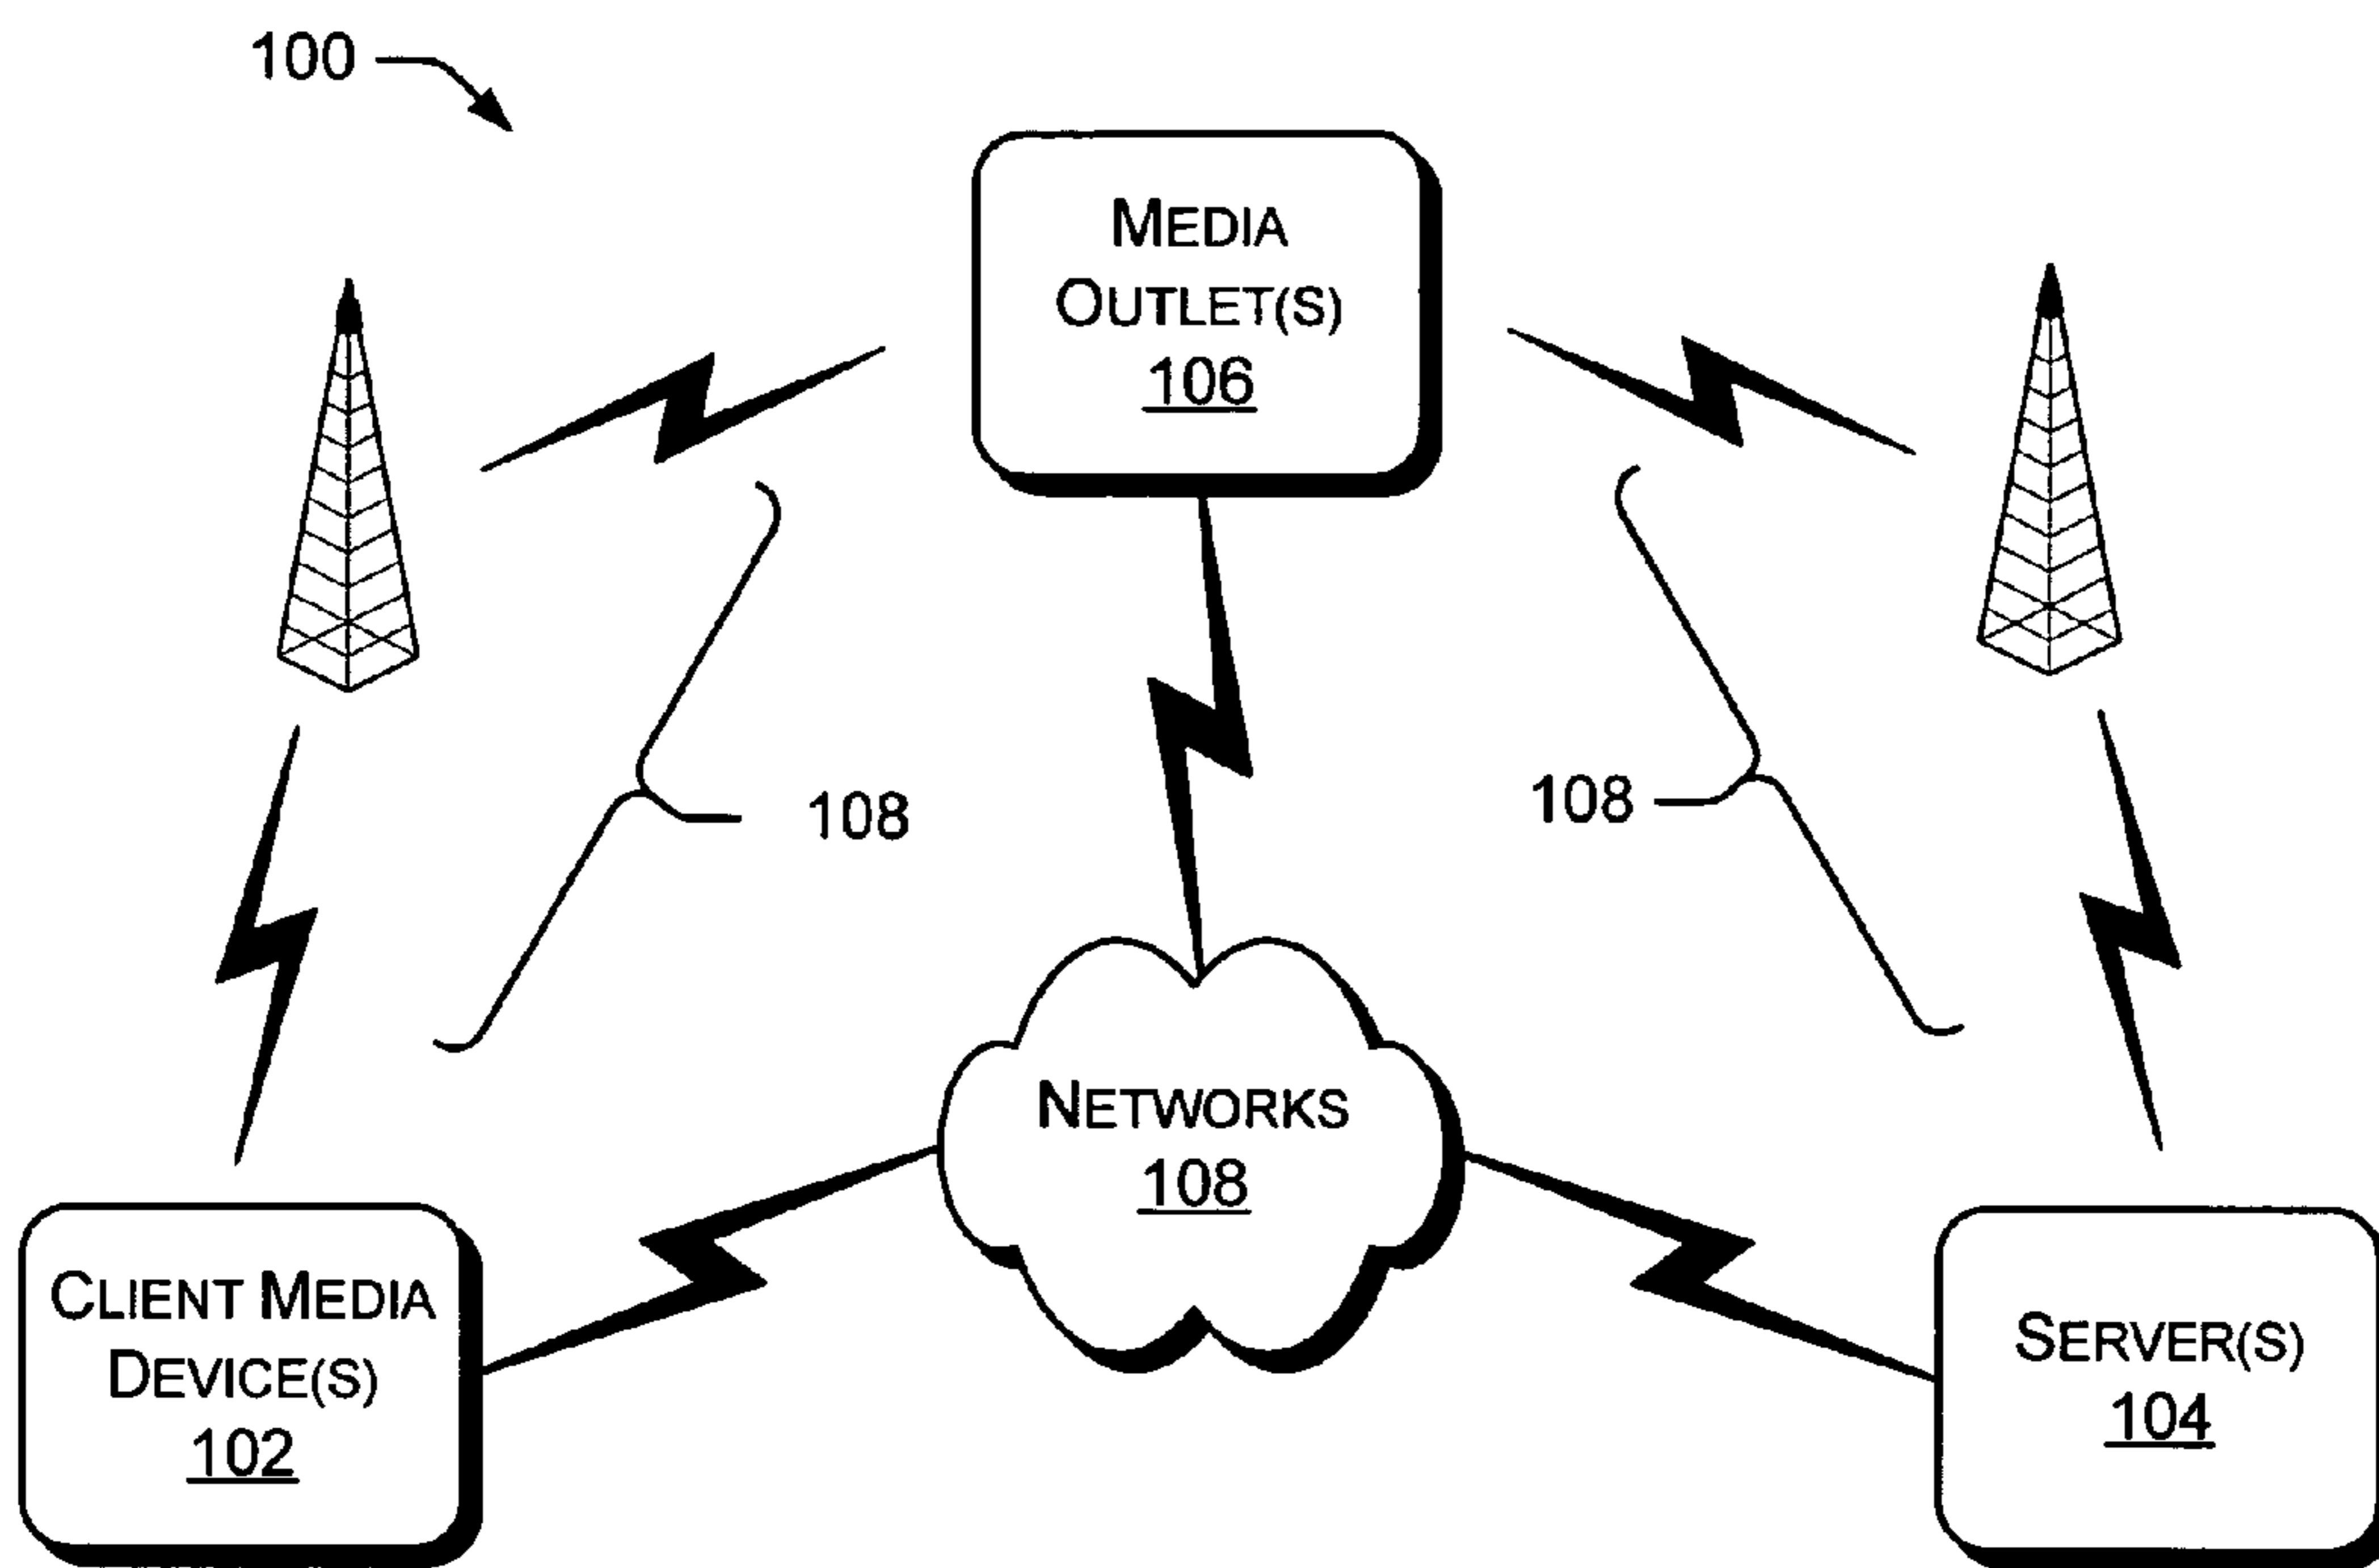 100
MEDIA
OUTLET(S)
106
108
108
NETWORKS
108
CLIENT MEDIA
DEVICE(S)
102
SERVER(S)
104